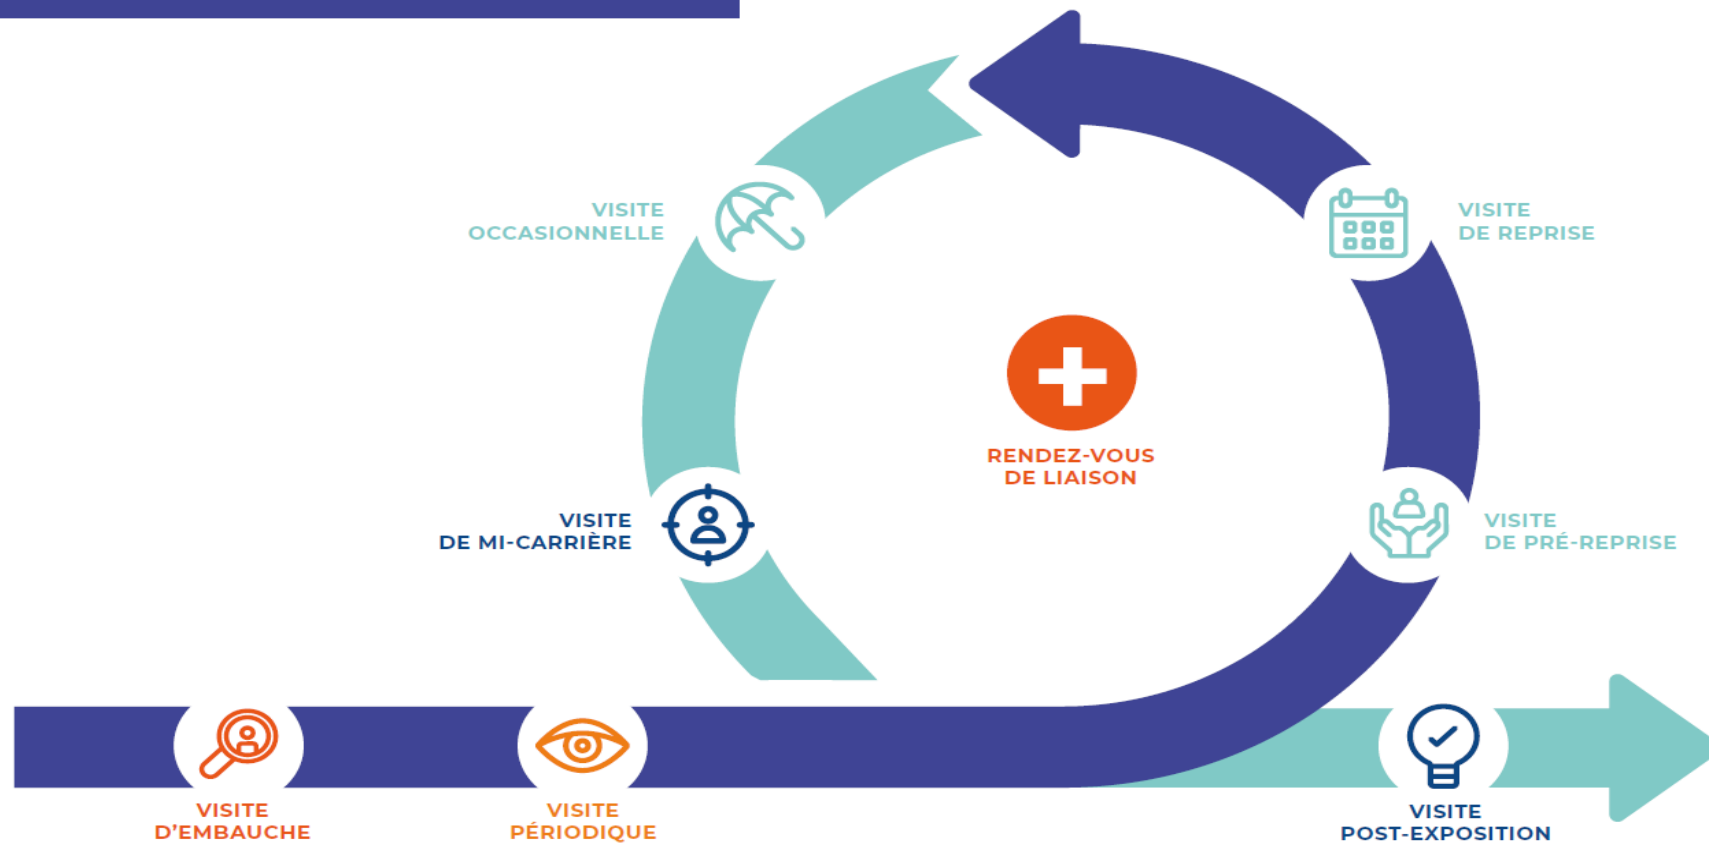 VISITE
OCCASIONNELLE
VISITE
DE REPRISE
RENDEZ-VOUS
DE LIAISON
VISITE
DE MI-CARRIÈRE
VISITE
DE PRÉ-REPRISE
VISITE
D’EMBAUCHE
VISITE
PÉRIODIQUE
VISITE
POST-EXPOSITION